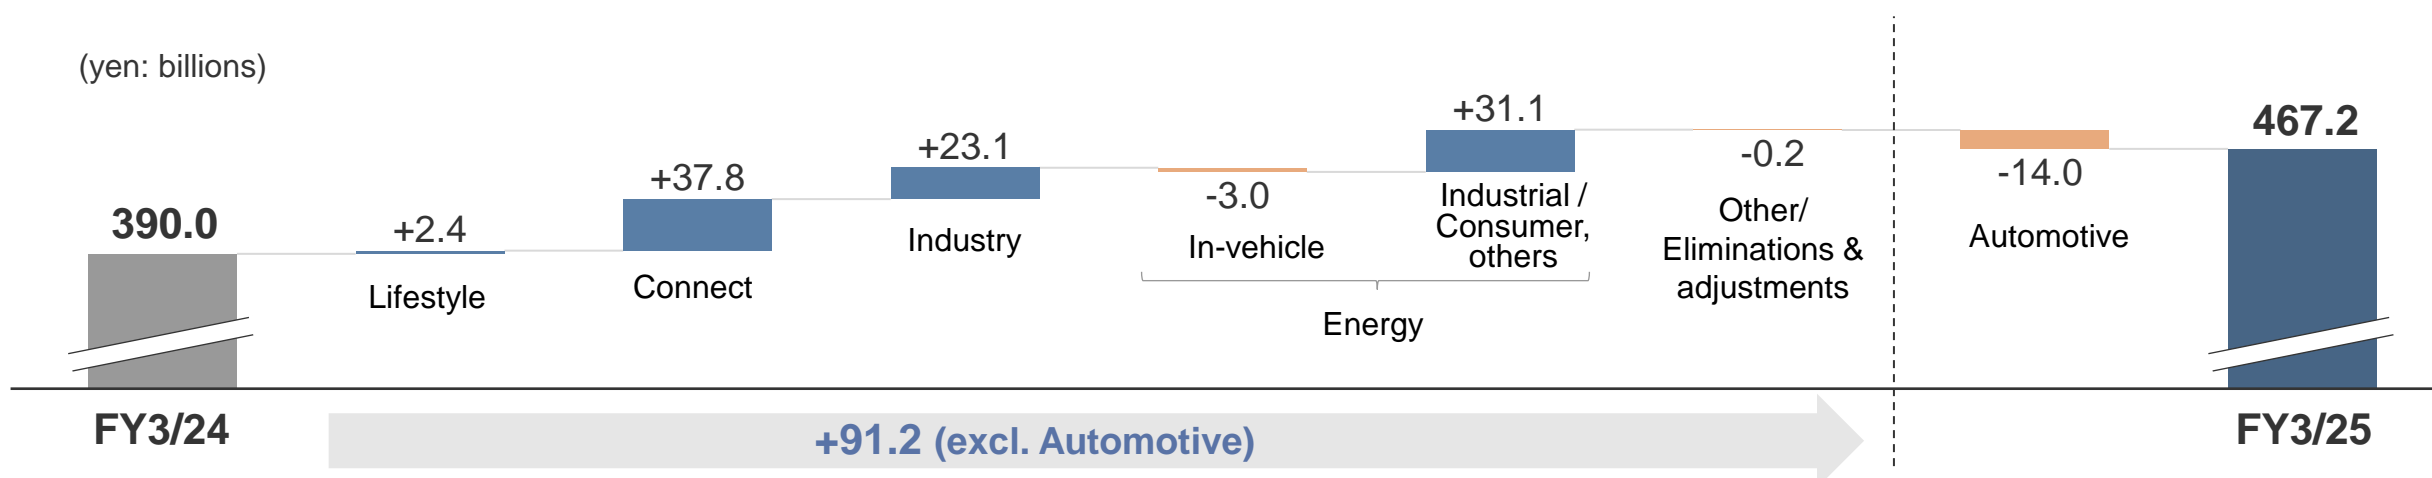 (yen: billions)
390.0
+2.4
Lifestyle
+37.8
Connect
+23.1
Industry
-3.0
In-vehicle
+31.1
Industrial /
Consumer,
others
Energy
-0.2
Other/
Eliminations &
adjustments
-14.0
Automotive
467.2
FY3/24
+91.2 (excl. Automotive)
FY3/25